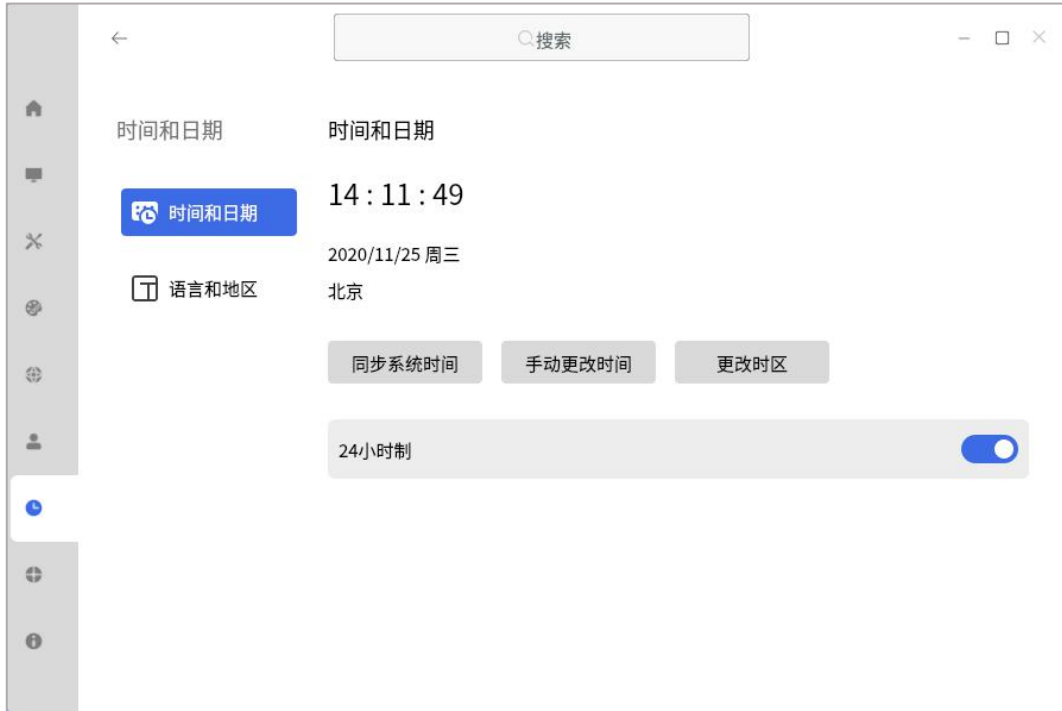 搜索
时间和日期
时间和日期
语言和地区
时间和日期
14 : 11 : 49
2020/11/25 周三
北京
同步系统时间 手动更改时间 更改时区
24小时制